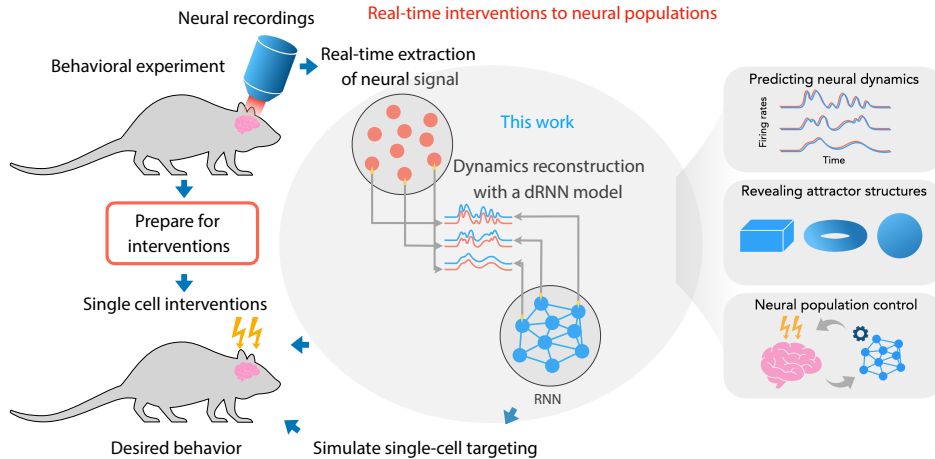 Neural recordings
Real-time interventions to neural populations
Behavioral experiment
Real-time extraction
of neural signal
This work
Dynamics reconstruction
with a dRNN model
Prepare for
interventions
Single cell interventions
RNN
Desired behavior
Simulate single-cell targeting
Predicting neural dynamics
Firing rates
Time
Revealing attractor structures
Neural population control